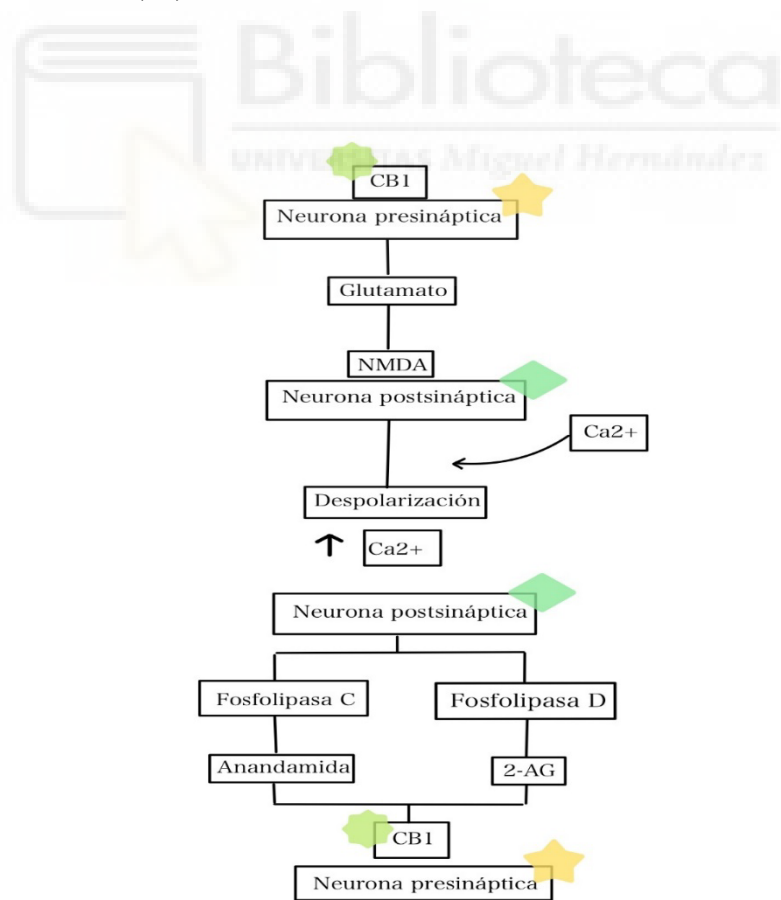 Biblioteca
UNIVERSITAS Miguel Hernández
CB1
Neurona presináptica
Glutamato
NMDA
Neurona postsináptica
Ca2+
Despolarización
↑ Ca2+
Neurona postsináptica
Fosfolipasa C
Fosfolipasa D
Anandamida
2-AG
CB1
Neurona presináptica